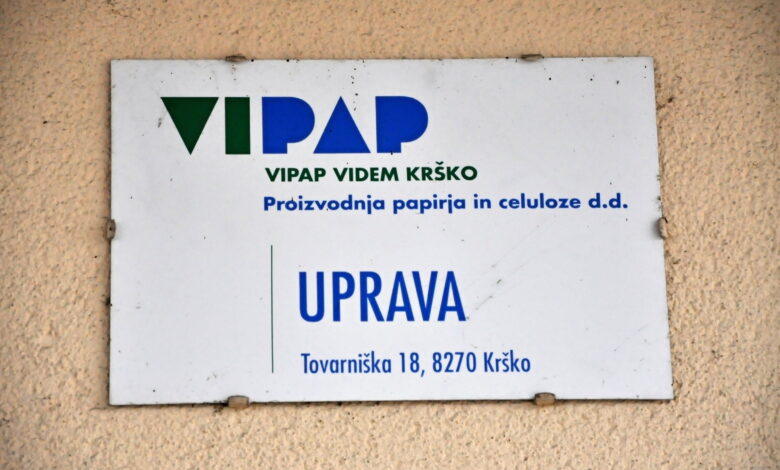 VIPAP
VIPAP VIDEM KRŠKO
Proizvodnja papirja in celuloze d.d.
UPRAVA
Tovarniška 18, 8270 Krško